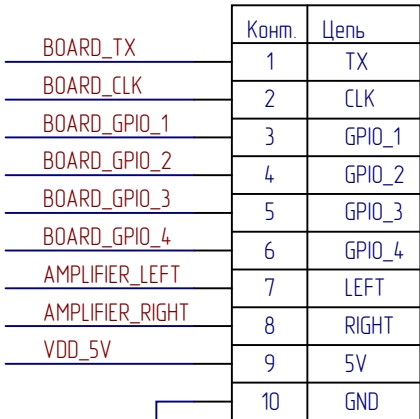 Конт. Цепь
BOARD_TX 1 TX
BOARD_CLK 2 CLK
BOARD_GPIO_1 3 GPIO_1
BOARD_GPIO_2 4 GPIO_2
BOARD_GPIO_3 5 GPIO_3
BOARD_GPIO_4 6 GPIO_4
AMPLIFIER_LEFT 7 LEFT
AMPLIFIER_RIGHT 8 RIGHT
VDD_5V 9 5V
10 GND